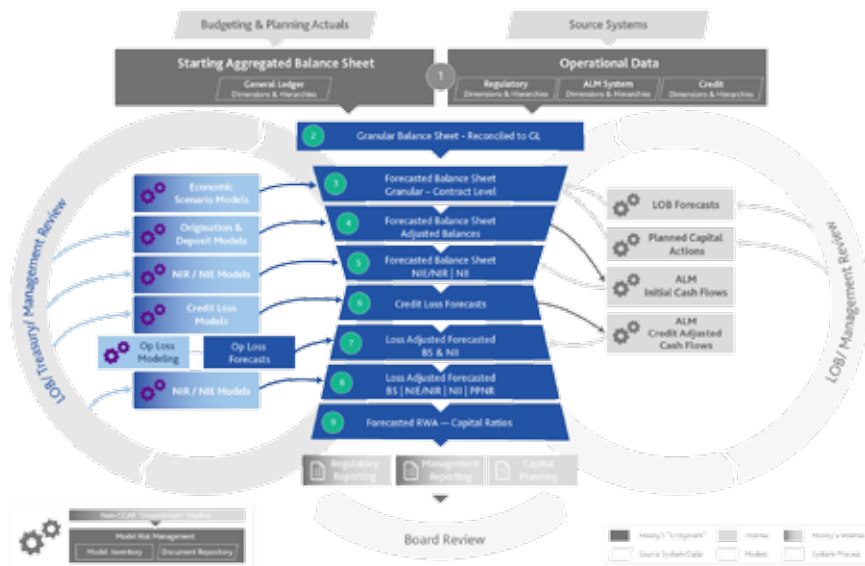 Budgeting & Planning Actuals
Source Systems
Starting Aggregated Balance Sheet
General Ledger
Dimensions & Hierarchies
1
Operational Data
Regulatory
Dimensions & Hierarchies
ALM System
Dimensions & Hierarchies
Credit
Dimensions & Hierarchies
2
Granular Balance Sheet - Reconciled to GL
LOB/Treasury/Management Review
Economic
Scenario Models
3
Forecasted Balance Sheet
Granular – Contract Level
LOB Forecasts
Origination &
Deposit Models
4
Forecasted Balance Sheet
Adjusted Balances
Planned Capital
Actions
NIR / NIE Models
5
Forecasted Balance Sheet
NIE/NIR | NII
ALM
Initial Cash Flows
Credit Loss
Models
6
Credit Loss Forecasts
ALM
Credit Adjusted
Cash Flows
Op Loss
Modeling
Op Loss
Forecasts
7
Loss Adjusted Forecasted
BS & NII
NIR / NIE Models
8
Loss Adjusted Forecasted
BS | NIE/NIR | NII | PPNR
9
Forecasted RWA — Capital Ratios
LOB/ Management Review
Regulatory
Reporting
Management
Reporting
Capital
Planning
Board Review
Non-CCAR "Downstream" Models
Model Risk Management
Model Inventory
Document Repository
Moody's "Ecosystem"
Internal
Source System/Data
Models
System Process